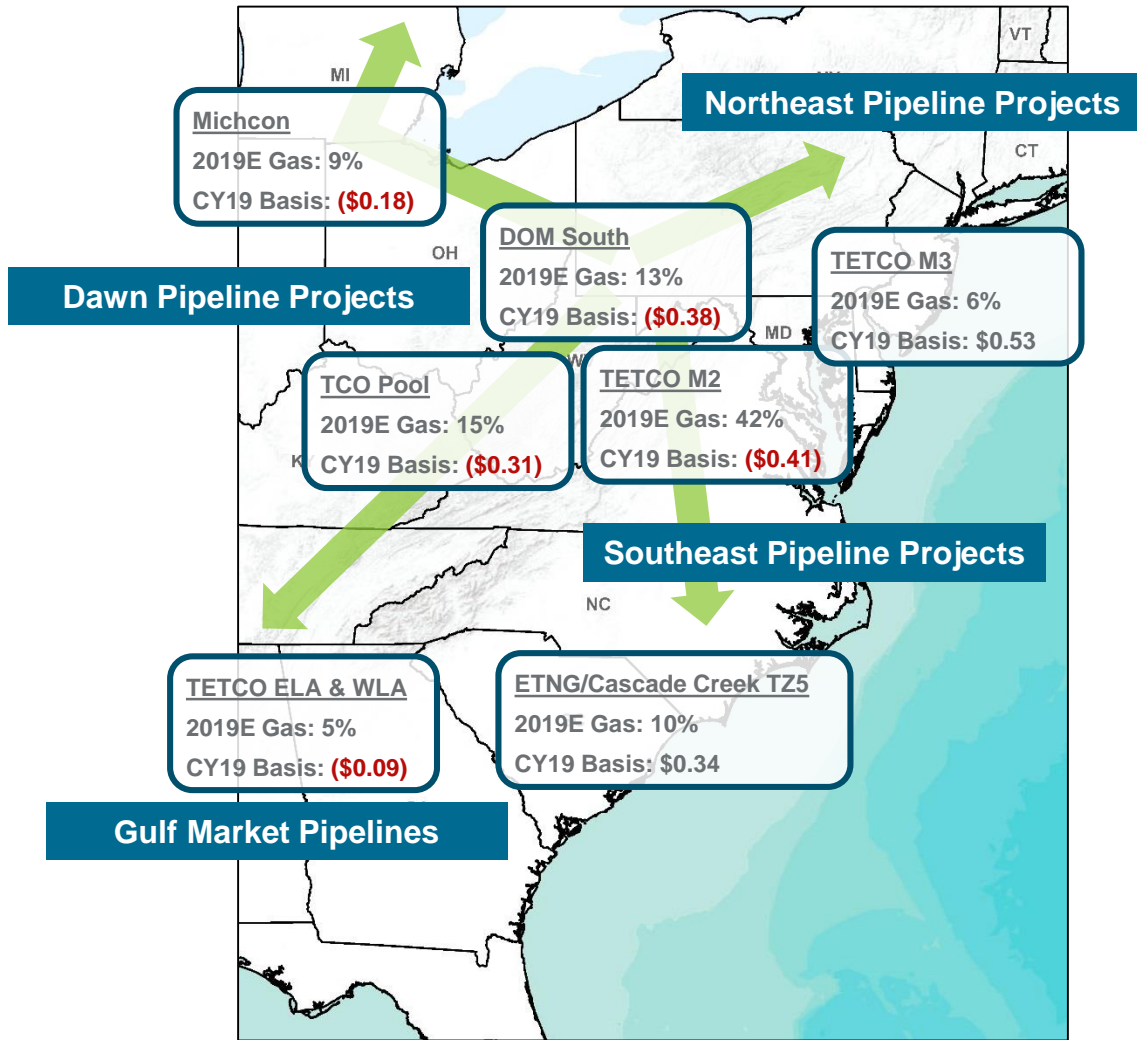 VT
MI
Northeast Pipeline Projects
Michcon
2019E Gas: 9%
CY19 Basis: ($0.18)
CT
DOM South
2019E Gas: 13%
CY19 Basis: ($0.38)
OH
TETCO M3
2019E Gas: 6%
CY19 Basis: $0.53
Dawn Pipeline Projects
MD
TCO Pool
2019E Gas: 15%
CY19 Basis: ($0.31)
TETCO M2
2019E Gas: 42%
CY19 Basis: ($0.41)
Southeast Pipeline Projects
NC
TETCO ELA & WLA
2019E Gas: 5%
CY19 Basis: ($0.09)
ETNG/Cascade Creek TZ5
2019E Gas: 10%
CY19 Basis: $0.34
Gulf Market Pipelines